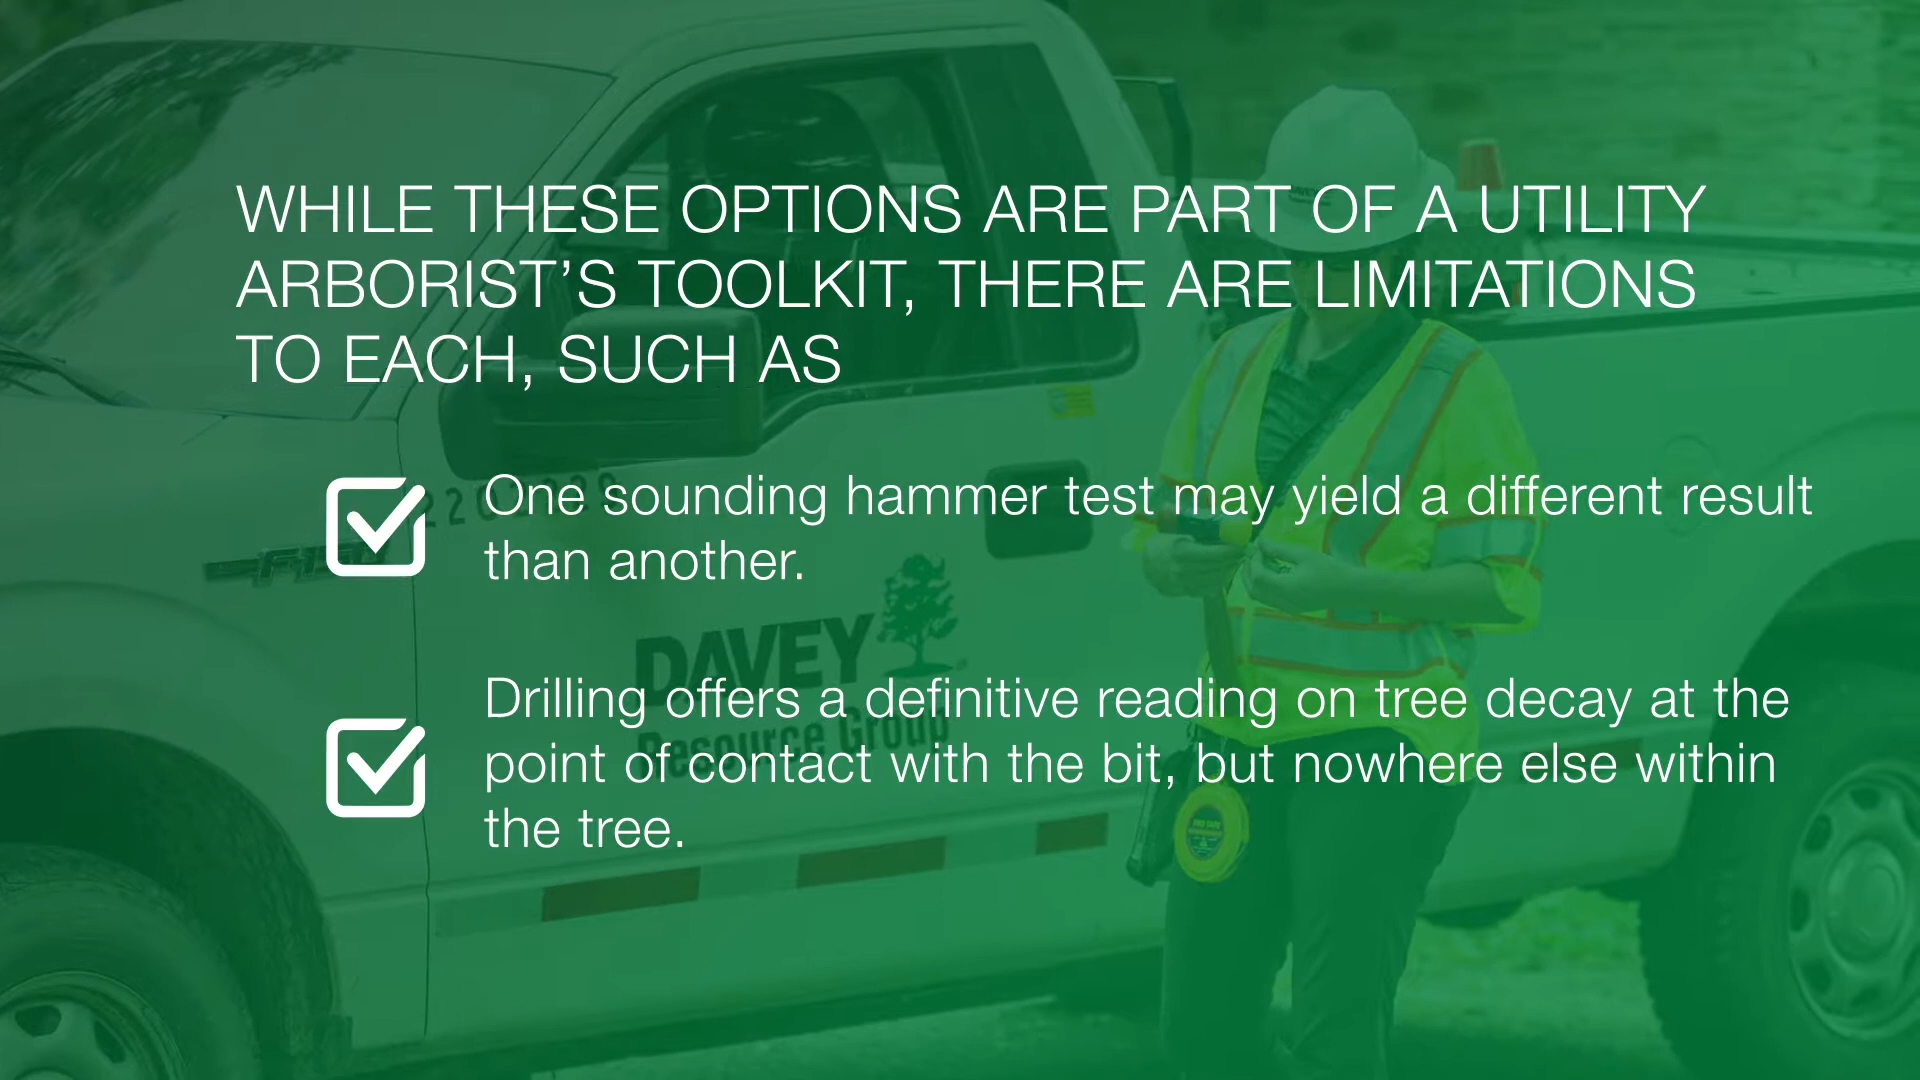 WHILE THESE OPTIONS ARE PART OF A UTILITY
ARBORIST’S TOOLKIT, THERE ARE LIMITATIONS
TO EACH, SUCH AS
One sounding hammer test may yield a different result
than another.
Drilling offers a definitive reading on tree decay at the
point of contact with the bit, but nowhere else within
the tree.
DAVEY
Resource Group